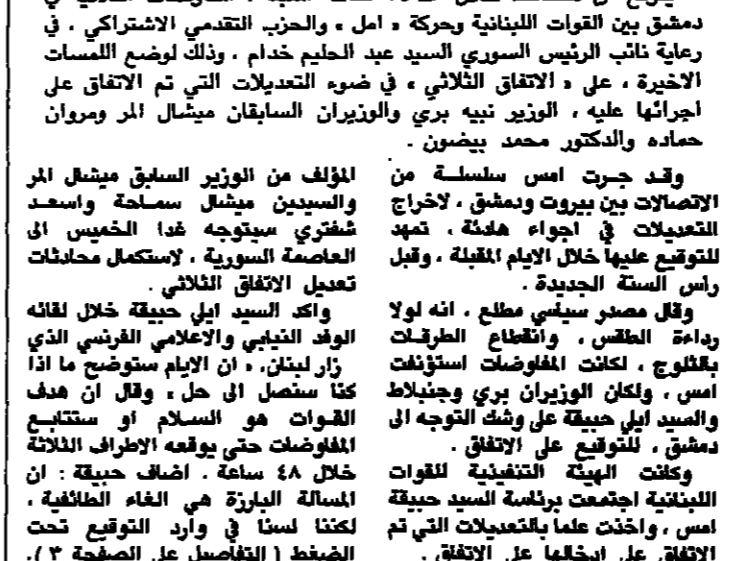 دمشق بين القوات اللبنانية وحركة « امل » والحزب التقدمي الاشتراكي ، في
رعاية نائب الرئيس السوري السيد عبد الحليم خدام ، وذلك لوضع اللمسات
الاخيرة ، على « الاتفاق الثلاثي » في ضوء التعديلات التي تم الاتفاق على
اجرائها عليه ، الوزير نبيه بري والوزيران السابقان ميشال المر ومروان
حماده والدكتور محمد بيضون .
وقد جرت امس سلسلة من
الاتصالات بين بيروت ودمشق ، لاخراج
التعديلات في اجواء هادئة ، تمهد
للتوقيع عليها خلال الايام المقبلة ، وقبل
رأس السنة الجديدة .
وقال مصدر سياسي مطلع ، انه لولا
رداءة الطقس ، وانقطاع الطرقات
بالثلوج ، لكانت المفاوضات استؤنفت
امس ، ولكان الوزيران بري وجنبلاط
والسيد ايلي حبيقة على وشك التوجه الى
دمشق ، للتوقيع على الاتفاق .
وكانت الهيئة التنفيذية للقوات
اللبنانية اجتمعت برئاسة السيد حبيقة
امس ، واخذت علما بالتعديلات التي تم
الاتفاق على ادخالها على الاتفاق .
المؤلف من الوزير السابق ميشال المر
والسيدين ميشال سماحة واسعد
شفتري سيتوجه غدا الخميس الى
العاصمة السورية ، لاستكمال محادثات
تعديل الاتفاق الثلاثي .
واكد السيد ايلي حبيقة خلال لقائه
الوفد النيابي والاعلامي الفرنسي الذي
زار لبنان، « ان الايام ستوضح ما اذا
كنا سنصل الى حل » وقال ان هدف
القوات هو السلام او ستتابع
المفاوضات حتى يوقعه الاطراف الثلاثة
خلال ٤٨ ساعة . اضاف حبيقة : ان
المسألة البارزة هي الغاء الطائفية ،
لكننا لسنا في وارد التوقيع تحت
الضغط ( التفاصيل على الصفحة ٣ ).